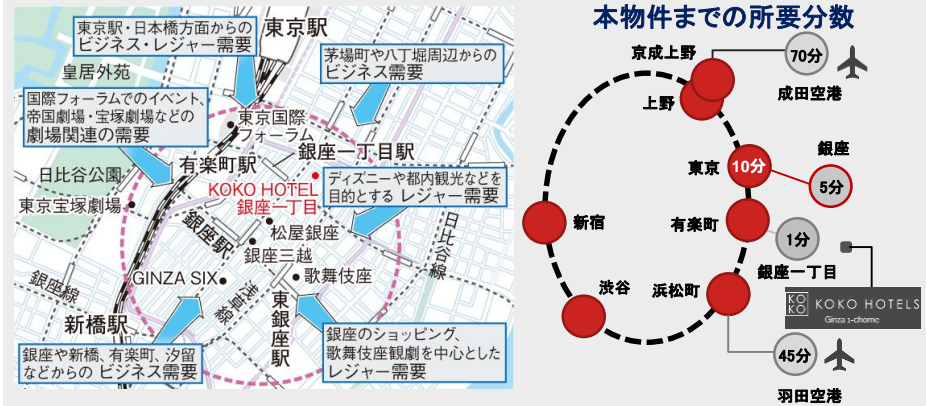 東京駅・日本橋方面からの
ビジネス・レジャー需要
東京駅
茅場町や八丁堀周辺からの
ビジネス需要
皇居外苑
国際フォーラムでのイベント、
帝国劇場・宝塚劇場などの
劇場関連の需要
東京国際
フォーラム
有楽町駅
銀座一丁目駅
日比谷公園
KOKO HOTEL
銀座一丁目
ディズニーや都内観光などを
目的とする レジャー需要
東京宝塚劇場
銀座駅
松屋銀座
銀座三越
日比谷線
GINZA SIX
歌舞伎座
銀座線
浅草線
東銀座駅
新橋駅
銀座や新橋、有楽町、汐留
などからの ビジネス需要
銀座のショッピング、
歌舞伎座観劇を中心とした
レジャー需要
本物件までの所要分数
京成上野
70分
成田空港
上野
東京
10分
銀座
5分
新宿
有楽町
1分
銀座一丁目
渋谷
浜松町
KO
KO
KOKO HOTELS
Ginza 1-chome
45分
羽田空港